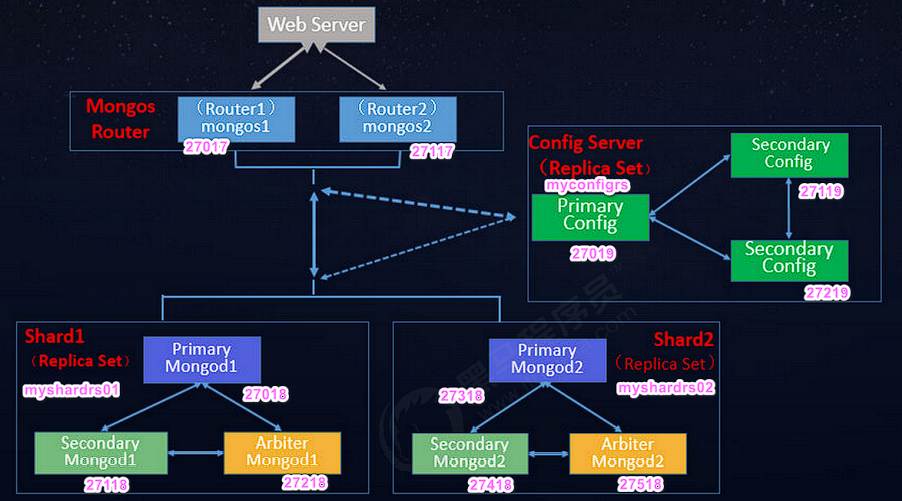 Web Server
Mongos
Router
（Router1）
mongos1
（Router2）
mongos2
27017
27117
Config Server
（Replica Set）
myconfigrs
Primary
Config
27019
Secondary
Config
27119
Secondary
Config
27219
Shard1
（Replica Set）
myshardrs01
Primary
Mongod1
27018
Secondary
Mongod1
27118
Arbiter
Mongod1
27218
Shard2
（Replica Set）
myshardrs02
Primary
Mongod2
27318
Secondary
Mongod2
27418
Arbiter
Mongod2
27518